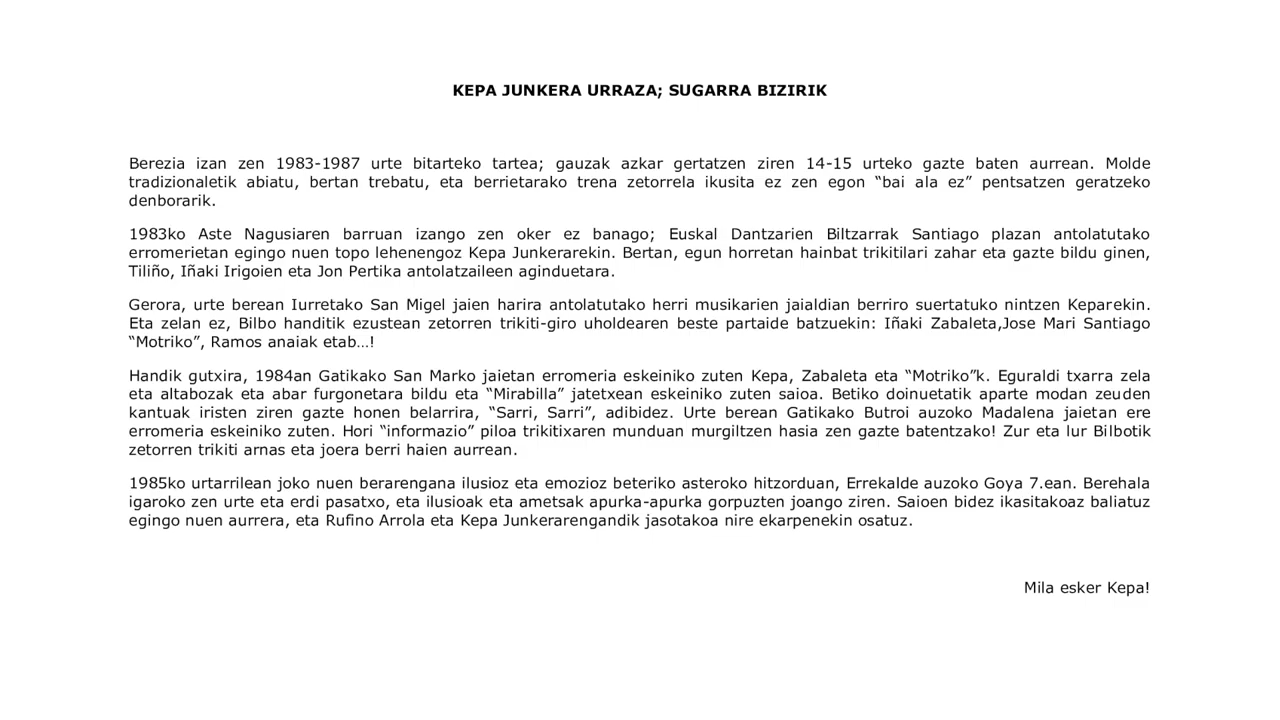 KEPA JUNKERA URRAZA; SUGARRA BIZIRIK
Berezia izan zen 1983-1987 urte bitarteko tartea; gauzak azkar gertatzen ziren 14-15 urteko gazte baten aurrean. Molde
tradizionaletik abiatu, bertan trebatu, eta berrietarako trena zetorrela ikusita ez zen egon “bai ala ez” pentsatzen geratzeko
denborarik.
1983ko Aste Nagusiaren barruan izango zen oker ez banago; Euskal Dantzarien Biltzarrak Santiago plazan antolatutako
erromerietan egingo nuen topo lehenengoz Kepa Junkerarekin. Bertan, egun horretan hainbat trikitilari zahar eta gazte bildu ginen,
Tiliño, Iñaki Irigoien eta Jon Pertika antolatzaileen aginduetara.
Gerora, urte berean Iurretako San Migel jaien harira antolatutako herri musikarien jaialdian berriro suertatuko nintzen Keparekin.
Eta zelan ez, Bilbo handitik ezustean zetorren trikiti-giro uholdearen beste partaide batzuekin: Iñaki Zabaleta,Jose Mari Santiago
“Motriko”, Ramos anaiak etab…!
Handik gutxira, 1984an Gatikako San Marko jaietan erromeria eskeiniko zuten Kepa, Zabaleta eta “Motriko”k. Eguraldi txarra zela
eta altabozak eta abar furgonetara bildu eta “Mirabilla” jatetxean eskeiniko zuten saioa. Betiko doinuetatik aparte modan zeuden
kantuak iristen ziren gazte honen belarrira, “Sarri, Sarri”, adibidez. Urte berean Gatikako Butroi auzoko Madalena jaietan ere
erromeria eskeiniko zuten. Hori “informazio” piloa trikitixaren munduan murgiltzen hasia zen gazte batentzako! Zur eta lur Bilbotik
zetorren trikiti arnas eta joera berri haien aurrean.
1985ko urtarrilean joko nuen berarengana ilusioz eta emozioz beteriko asteroko hitzorduan, Errekalde auzoko Goya 7.ean. Berehala
igaroko zen urte eta erdi pasatxo, eta ilusioak eta ametsak apurka-apurka gorpuzten joango ziren. Saioen bidez ikasitakoaz baliatuz
egingo nuen aurrera, eta Rufino Arrola eta Kepa Junkerarengandik jasotakoa nire ekarpenekin osatuz.
Mila esker Kepa!